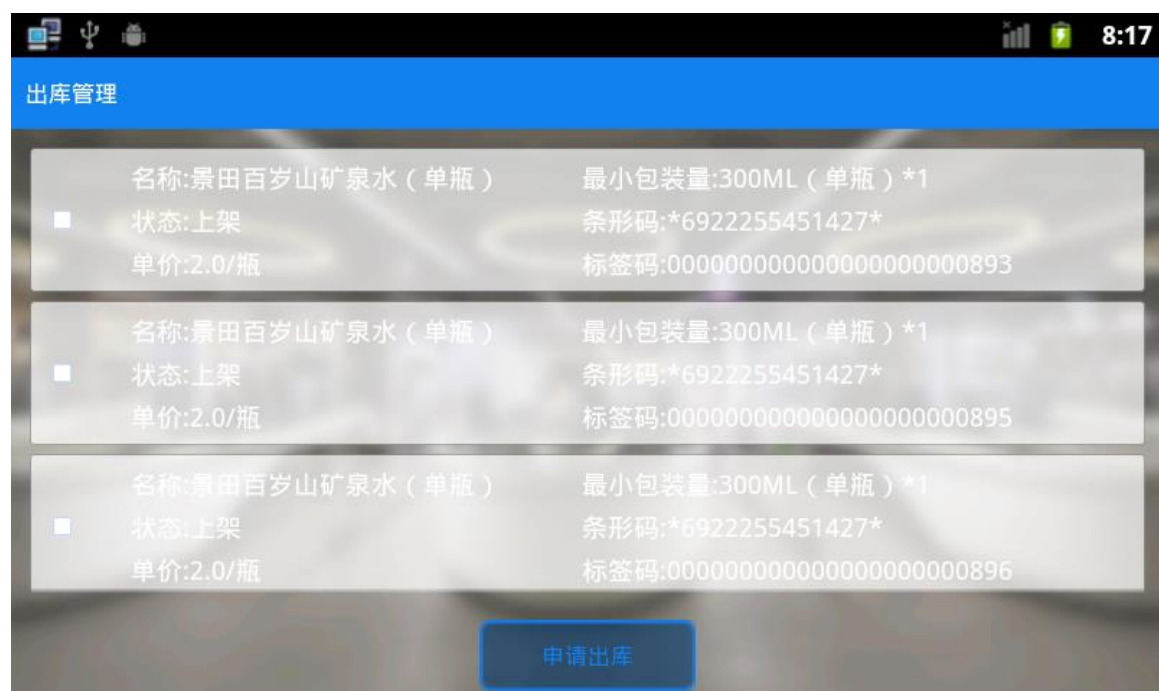 8:17
出库管理
名称:景田百岁山矿泉水（单瓶） 最小包装量:300ML（单瓶）*1
状态:上架 条形码:*6922255451427*
单价:2.0/瓶 标签码:000000000000000000000893
名称:景田百岁山矿泉水（单瓶） 最小包装量:300ML（单瓶）*1
状态:上架 条形码:*6922255451427*
单价:2.0/瓶 标签码:000000000000000000000895
名称:景田百岁山矿泉水（单瓶） 最小包装量:300ML（单瓶）*1
状态:上架 条形码:*6922255451427*
单价:2.0/瓶 标签码:000000000000000000000896
申请出库